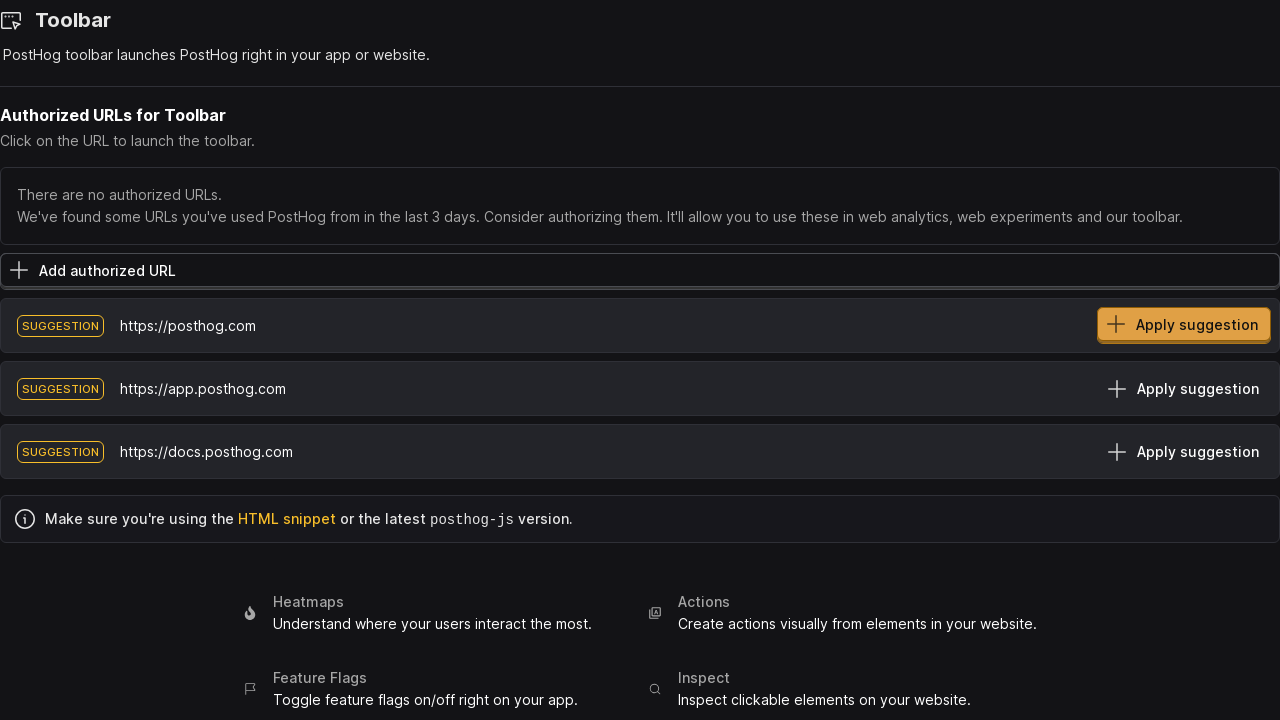 Toolbar
PostHog toolbar launches PostHog right in your app or website.
Authorized URLs for Toolbar
Click on the URL to launch the toolbar.
There are no authorized URLs.
We've found some URLs you've used PostHog from in the last 3 days. Consider authorizing them. It'll allow you to use these in web analytics, web experiments and our toolbar.
Add authorized URL
SUGGESTION https://posthog.com Apply suggestion
SUGGESTION https://app.posthog.com Apply suggestion
SUGGESTION https://docs.posthog.com Apply suggestion
Make sure you're using the HTML snippet or the latest posthog-js version.
Heatmaps
Understand where your users interact the most.
Actions
Create actions visually from elements in your website.
Feature Flags
Toggle feature flags on/off right on your app.
Inspect
Inspect clickable elements on your website.